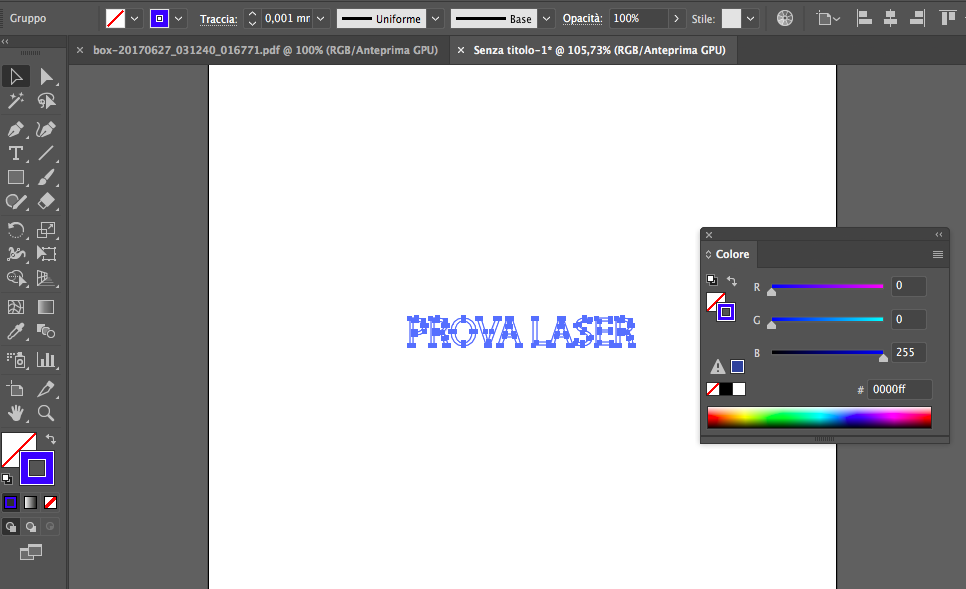 Gruppo Traccia: 0,001 mr Uniforme Base Opacità: 100% Stile:
× box-20170627_031240_016771.pdf @ 100% (RGB/Anteprima GPU) × Senza titolo-1* @ 105,73% (RGB/Anteprima GPU)
PROVA LASER
Colore
R 0
G 0
B 255
# 0000ff